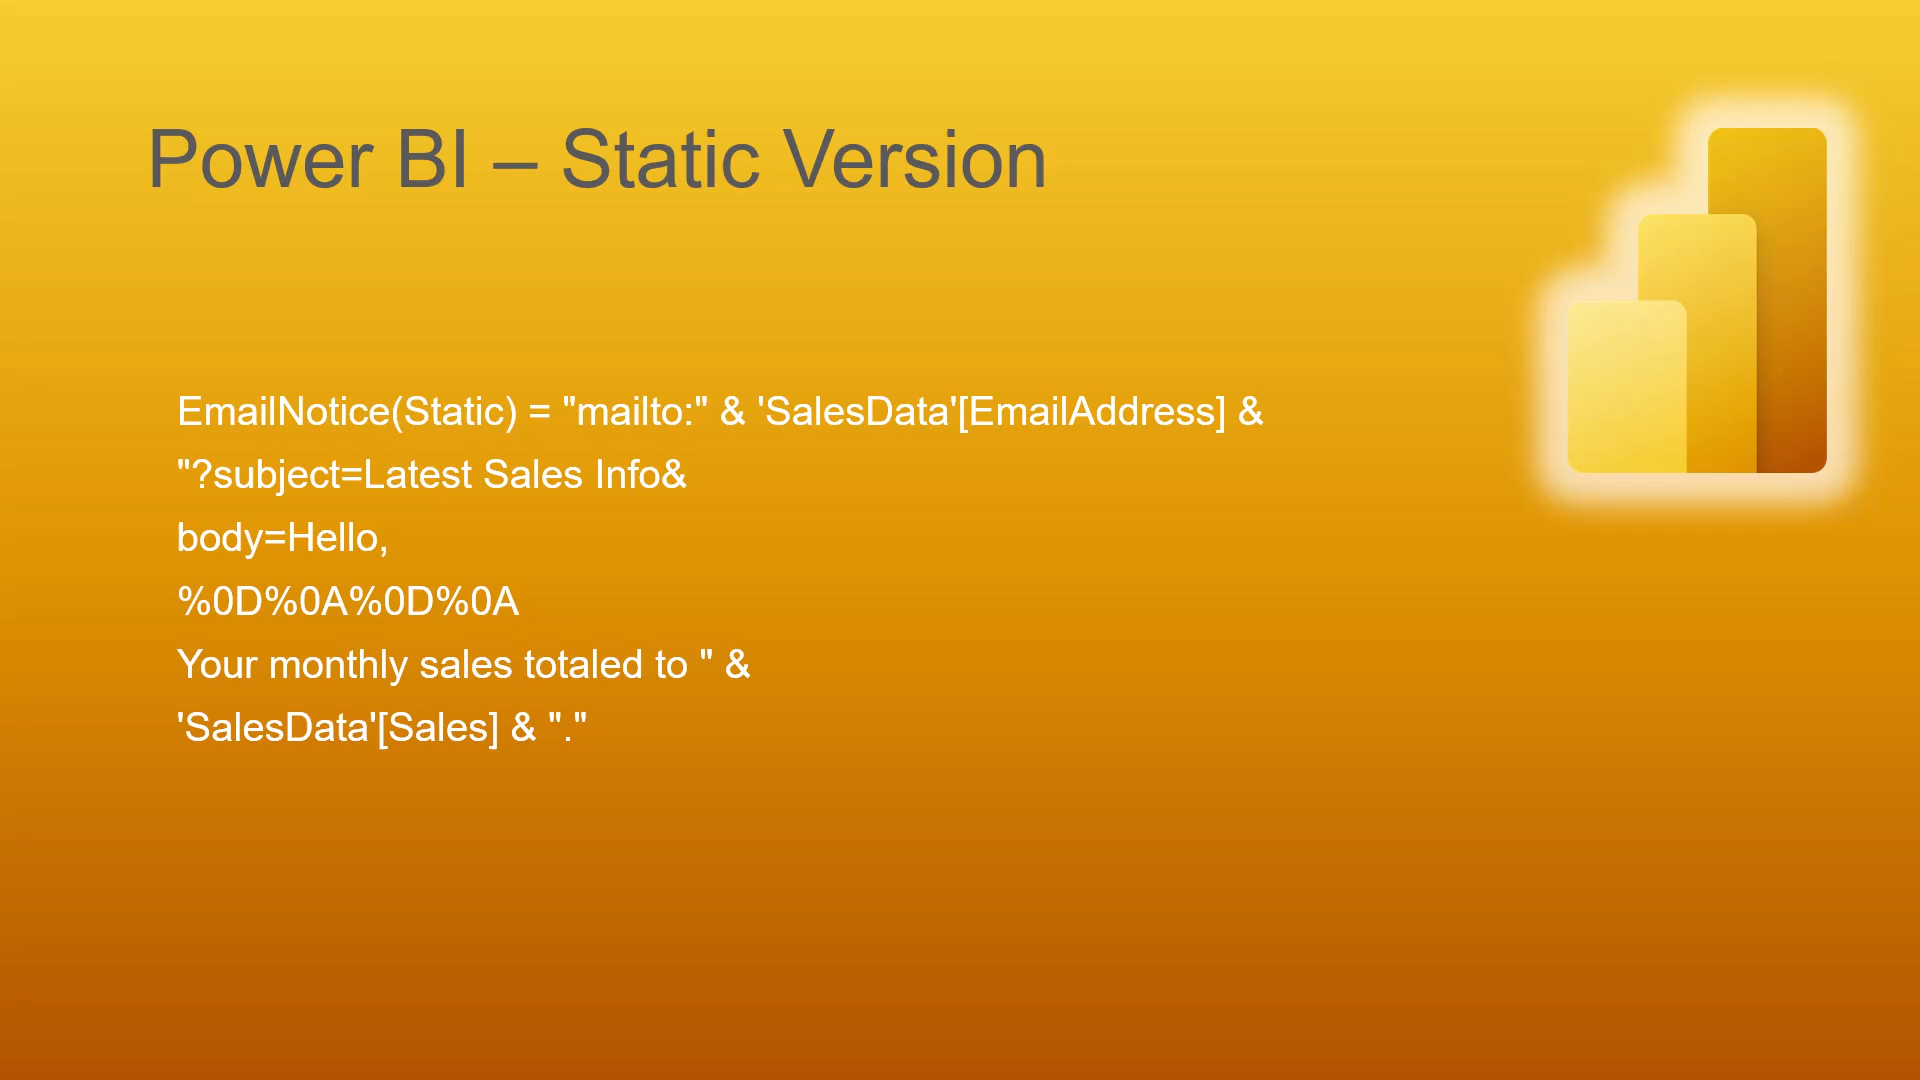 Power BI – Static Version
EmailNotice(Static) = "mailto:" & 'SalesData'[EmailAddress] &
"?subject=Latest Sales Info&
body=Hello,
%0D%0A%0D%0A
Your monthly sales totaled to " &
'SalesData'[Sales] & "."